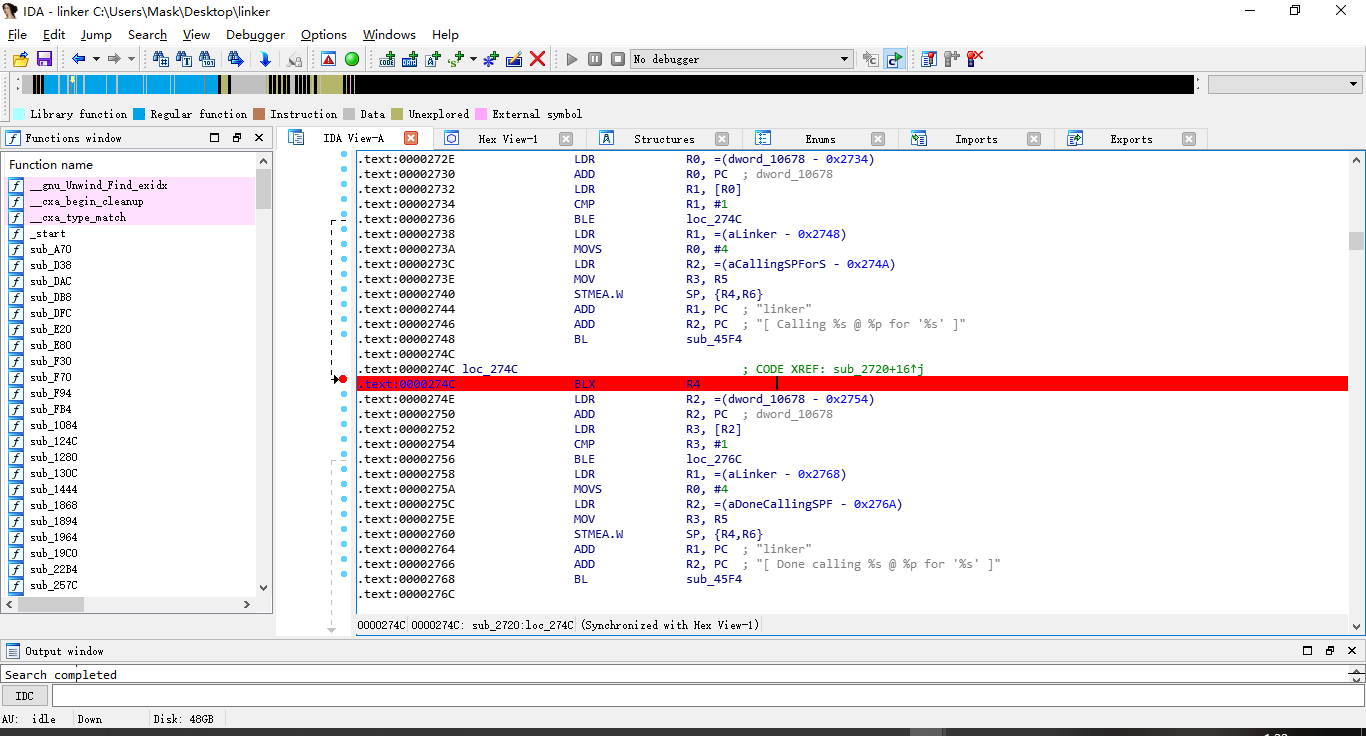 IDA - linker C:\Users\Mask\Desktop\linker
File Edit Jump Search View Debugger Options Windows Help
No debugger
Library function Regular function Instruction Data Unexplored External symbol
Functions window
IDA View-A Hex View-1 Structures Enums Imports Exports
Function name
__gnu_Unwind_Find_exidx
__cxa_begin_cleanup
__cxa_type_match
_start
sub_A70
sub_D38
sub_DAC
sub_DB8
sub_DFC
sub_E20
sub_E80
sub_F30
sub_F70
sub_F94
sub_FB4
sub_1084
sub_124C
sub_1280
sub_130C
sub_1444
sub_1868
sub_1894
sub_1964
sub_19C0
sub_22B4
sub_257C
.text:0000272E LDR R0, =(dword_10678 - 0x2734)
.text:00002730 ADD R0, PC ; dword_10678
.text:00002732 LDR R1, [R0]
.text:00002734 CMP R1, #1
.text:00002736 BLE loc_274C
.text:00002738 LDR R1, =(aLinker - 0x2748)
.text:0000273A MOVS R0, #4
.text:0000273C LDR R2, =(aCallingSPForS - 0x274A)
.text:0000273E MOV R3, R5
.text:00002740 STMEA.W SP, {R4,R6}
.text:00002744 ADD R1, PC ; "linker"
.text:00002746 ADD R2, PC ; "[ Calling %s @ %p for '%s' ]"
.text:00002748 BL sub_45F4
.text:0000274C
.text:0000274C loc_274C ; CODE XREF: sub_2720+16↑j
.text:0000274C BLX R4
.text:0000274E LDR R2, =(dword_10678 - 0x2754)
.text:00002750 ADD R2, PC ; dword_10678
.text:00002752 LDR R3, [R2]
.text:00002754 CMP R3, #1
.text:00002756 BLE loc_276C
.text:00002758 LDR R1, =(aLinker - 0x2768)
.text:0000275A MOVS R0, #4
.text:0000275C LDR R2, =(aDoneCallingSPF - 0x276A)
.text:0000275E MOV R3, R5
.text:00002760 STMEA.W SP, {R4,R6}
.text:00002764 ADD R1, PC ; "linker"
.text:00002766 ADD R2, PC ; "[ Done calling %s @ %p for '%s' ]"
.text:00002768 BL sub_45F4
.text:0000276C
0000274C 0000274C: sub_2720:loc_274C (Synchronized with Hex View-1)
Output window
Search completed
IDC
AU: idle Down Disk: 48GB